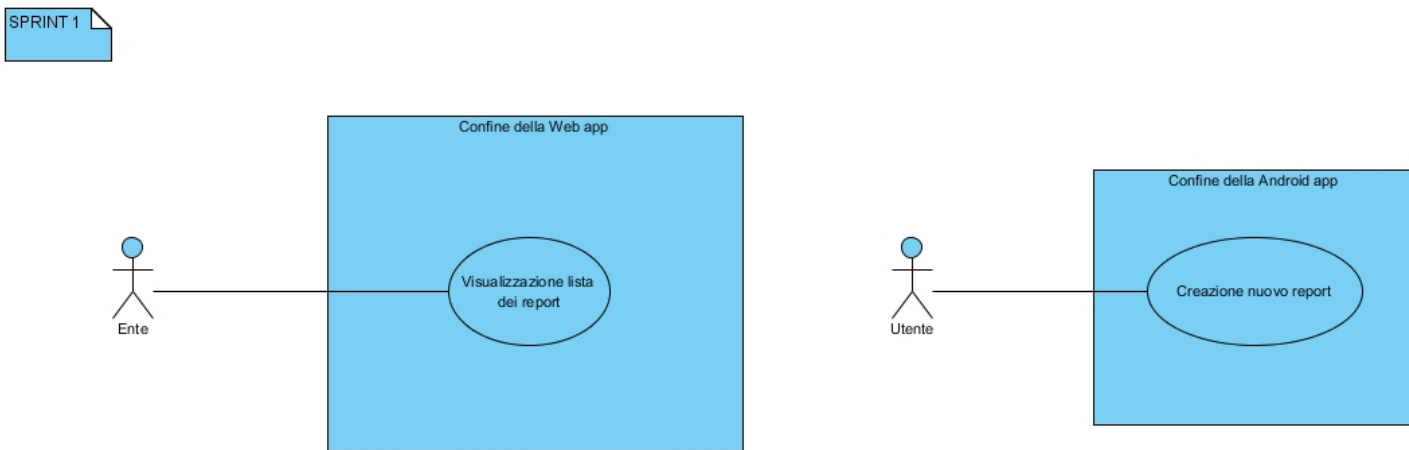 SPRINT 1
Confine della Web app
Visualizzazione lista
dei report
Ente
Confine della Android app
Creazione nuovo report
Utente